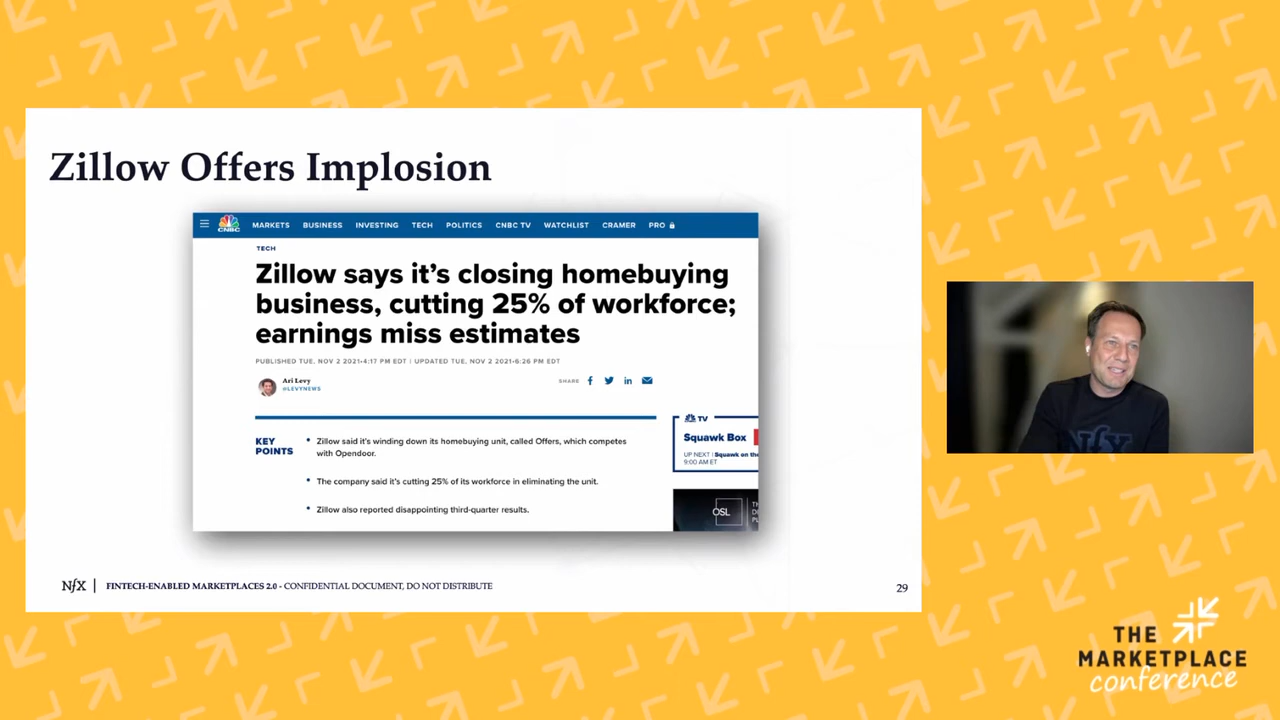 Zillow Offers Implosion
CNBC
MARKETS BUSINESS INVESTING TECH POLITICS CNBC TV WATCHLIST CRAMER PRO
TECH
Zillow says it’s closing homebuying
business, cutting 25% of workforce;
earnings miss estimates
PUBLISHED TUE, NOV 2 2021•4:17 PM EDT | UPDATED TUE, NOV 2 2021•6:26 PM EDT
Ari Levy
@LEVYNEWS
SHARE
KEY
POINTS
• Zillow said it’s winding down its homebuying unit, called Offers, which competes
with Opendoor.
• The company said it’s cutting 25% of its workforce in eliminating the unit.
• Zillow also reported disappointing third-quarter results.
TV
Squawk Box
UP NEXT | Squawk on the
9:00 AM ET
OSL
NfX | FINTECH-ENABLED MARKETPLACES 2.0 - CONFIDENTIAL DOCUMENT, DO NOT DISTRIBUTE
29
NfX
THE
MARKETPLACE
conference